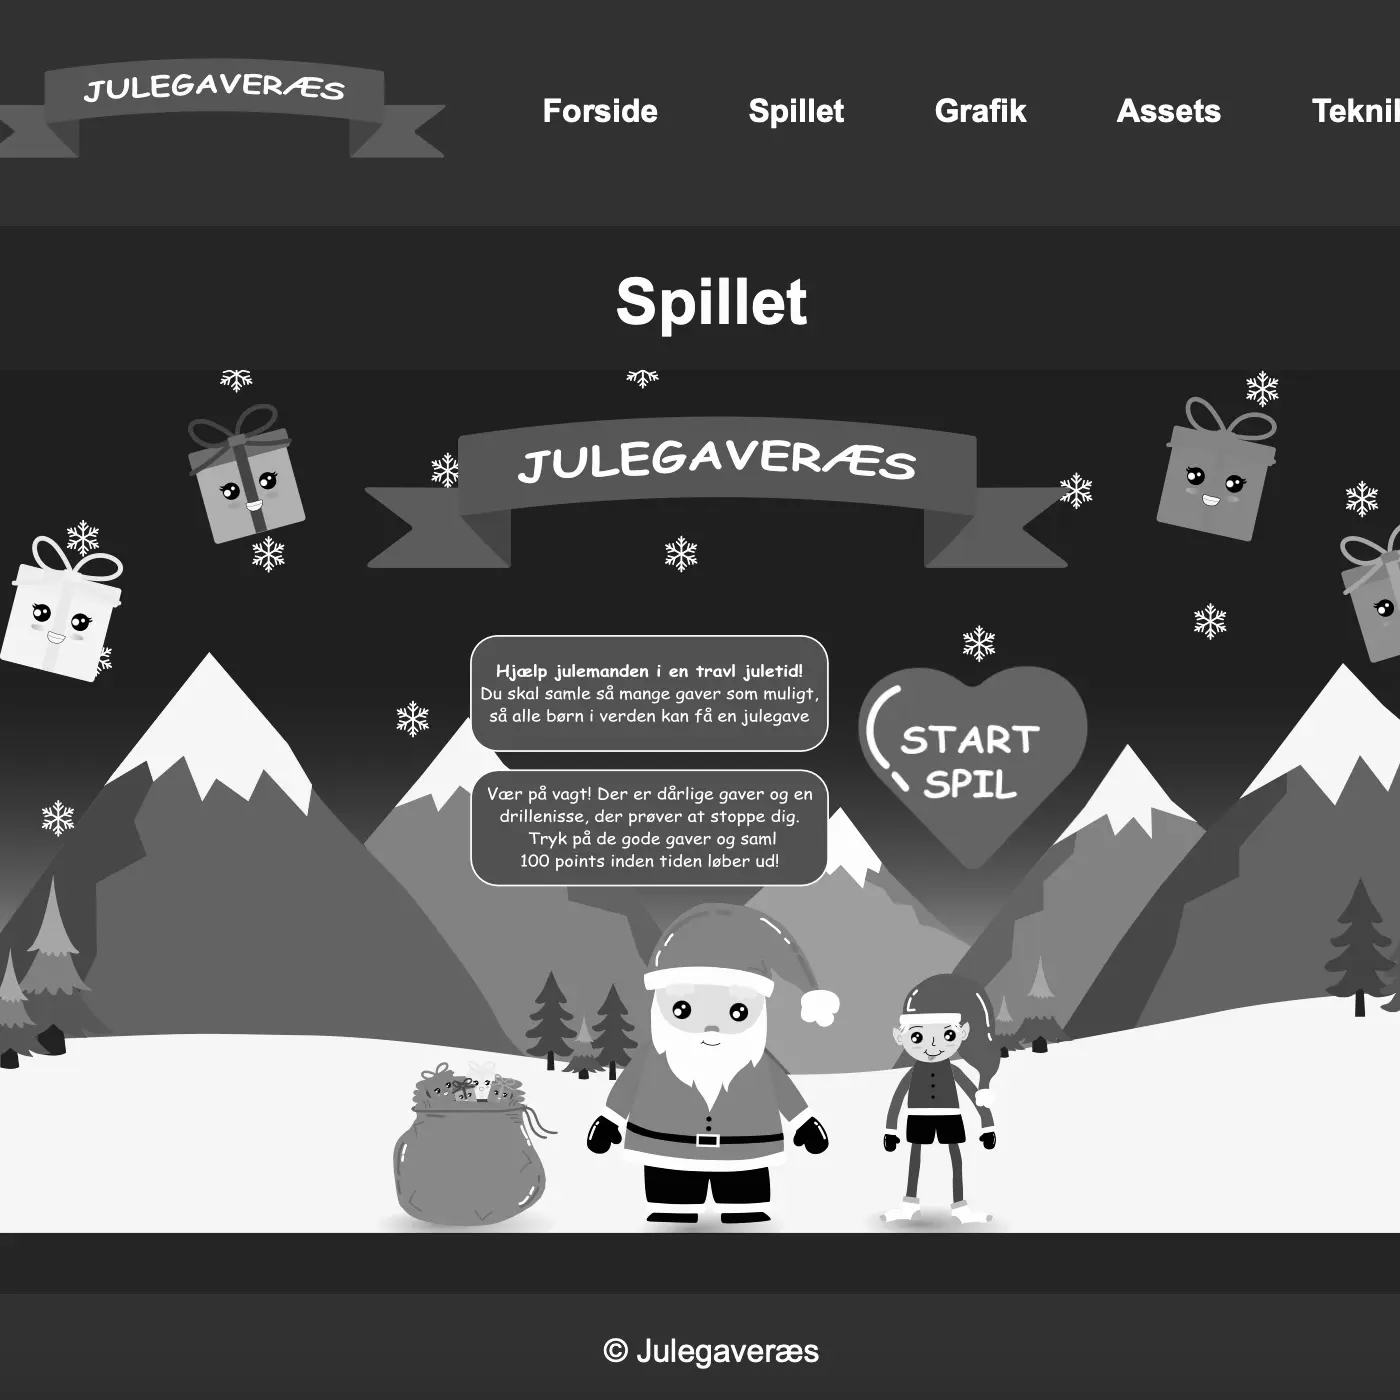 JULEGAVERÆS
Forside Spillet Grafik Assets
Spillet
JULEGAVERÆS
Hjælp julemanden i en travl juletid!
Du skal samle så mange gaver som muligt,
så alle børn i verden kan få en julegave
START
SPIL
Vær på vagt! Der er dårlige gaver og en
drillenisse, der prøver at stoppe dig.
Tryk på de gode gaver og saml
100 points inden tiden løber ud!
© Julegaveræs